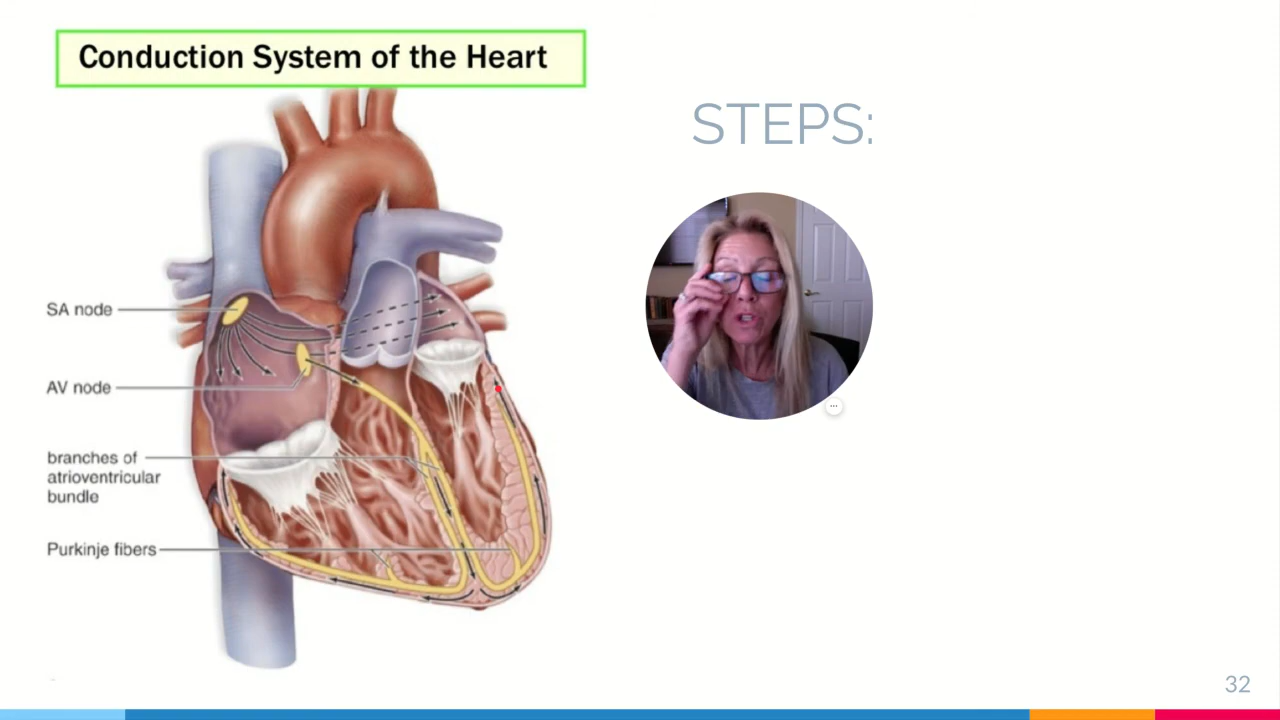 Conduction System of the Heart
STEPS:
SA node
AV node
branches of
atrioventricular
bundle
Purkinje fibers
32